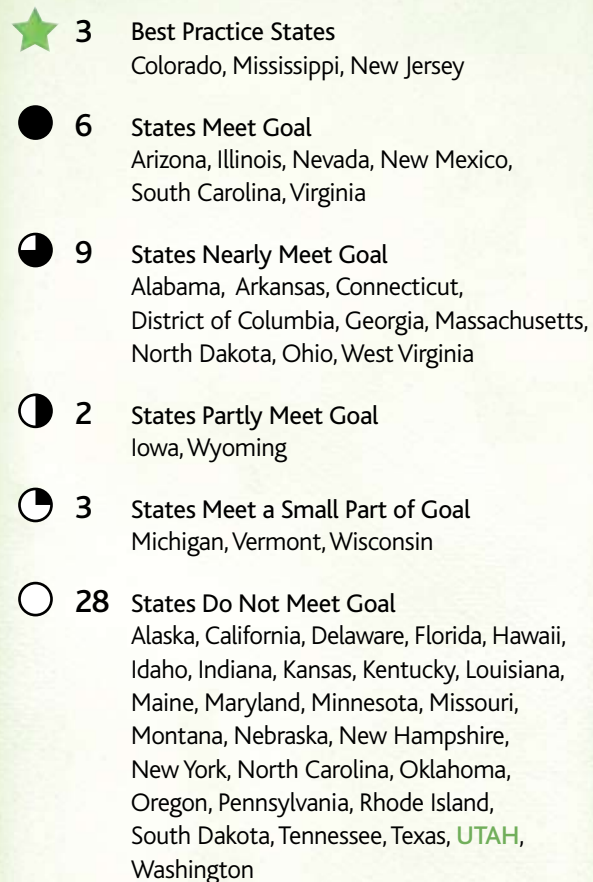 3 Best Practice States
Colorado, Mississippi, New Jersey
6 States Meet Goal
Arizona, Illinois, Nevada, New Mexico,
South Carolina, Virginia
9 States Nearly Meet Goal
Alabama, Arkansas, Connecticut,
District of Columbia, Georgia, Massachusetts,
North Dakota, Ohio, West Virginia
2 States Partly Meet Goal
Iowa, Wyoming
3 States Meet a Small Part of Goal
Michigan, Vermont, Wisconsin
28 States Do Not Meet Goal
Alaska, California, Delaware, Florida, Hawaii,
Idaho, Indiana, Kansas, Kentucky, Louisiana,
Maine, Maryland, Minnesota, Missouri,
Montana, Nebraska, New Hampshire,
New York, North Carolina, Oklahoma,
Oregon, Pennsylvania, Rhode Island,
South Dakota, Tennessee, Texas, UTAH,
Washington